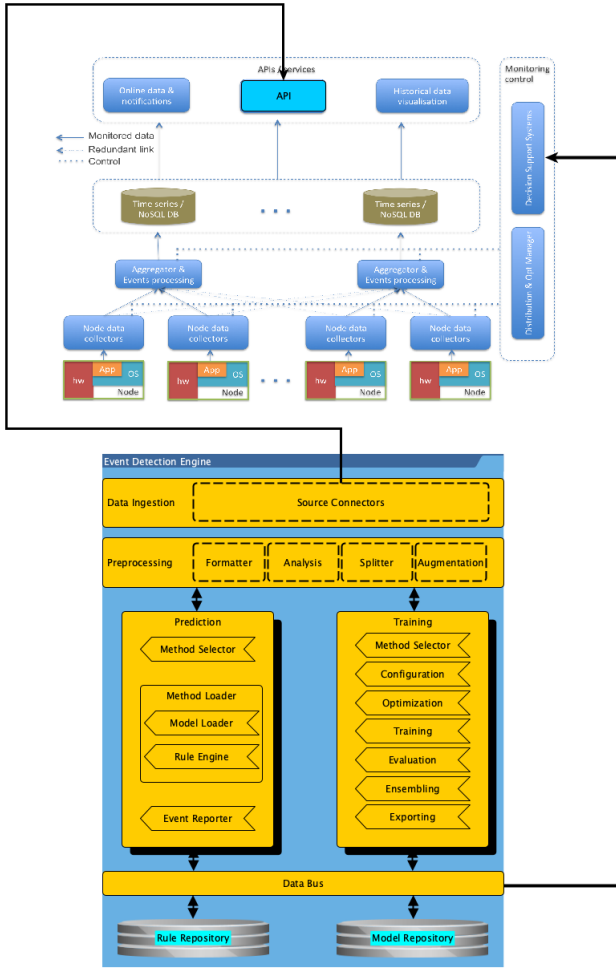 APIs / services
Monitoring
control
Online data &
notifications
API
Historical data
visualisation
Monitored data
Redundant link
Control
Decision Support Systems
Time series /
NoSQL DB
Time series /
NoSQL DB
Distribution & Opt Manager
Aggregator &
Events processing
Aggregator &
Events processing
Node data
collectors
Node data
collectors
Node data
collectors
Node data
collectors
hw
App
OS
Node
hw
App
OS
Node
hw
App
OS
Node
hw
App
OS
Node
Event Detection Engine
Data Ingestion
Source Connectors
Preprocessing
Formatter
Analysis
Splitter
Augmentation
Prediction
Method Selector
Method Loader
Model Loader
Rule Engine
Event Reporter
Training
Method Selector
Configuration
Optimization
Training
Evaluation
Ensembling
Exporting
Data Bus
Rule Repository
Model Repository